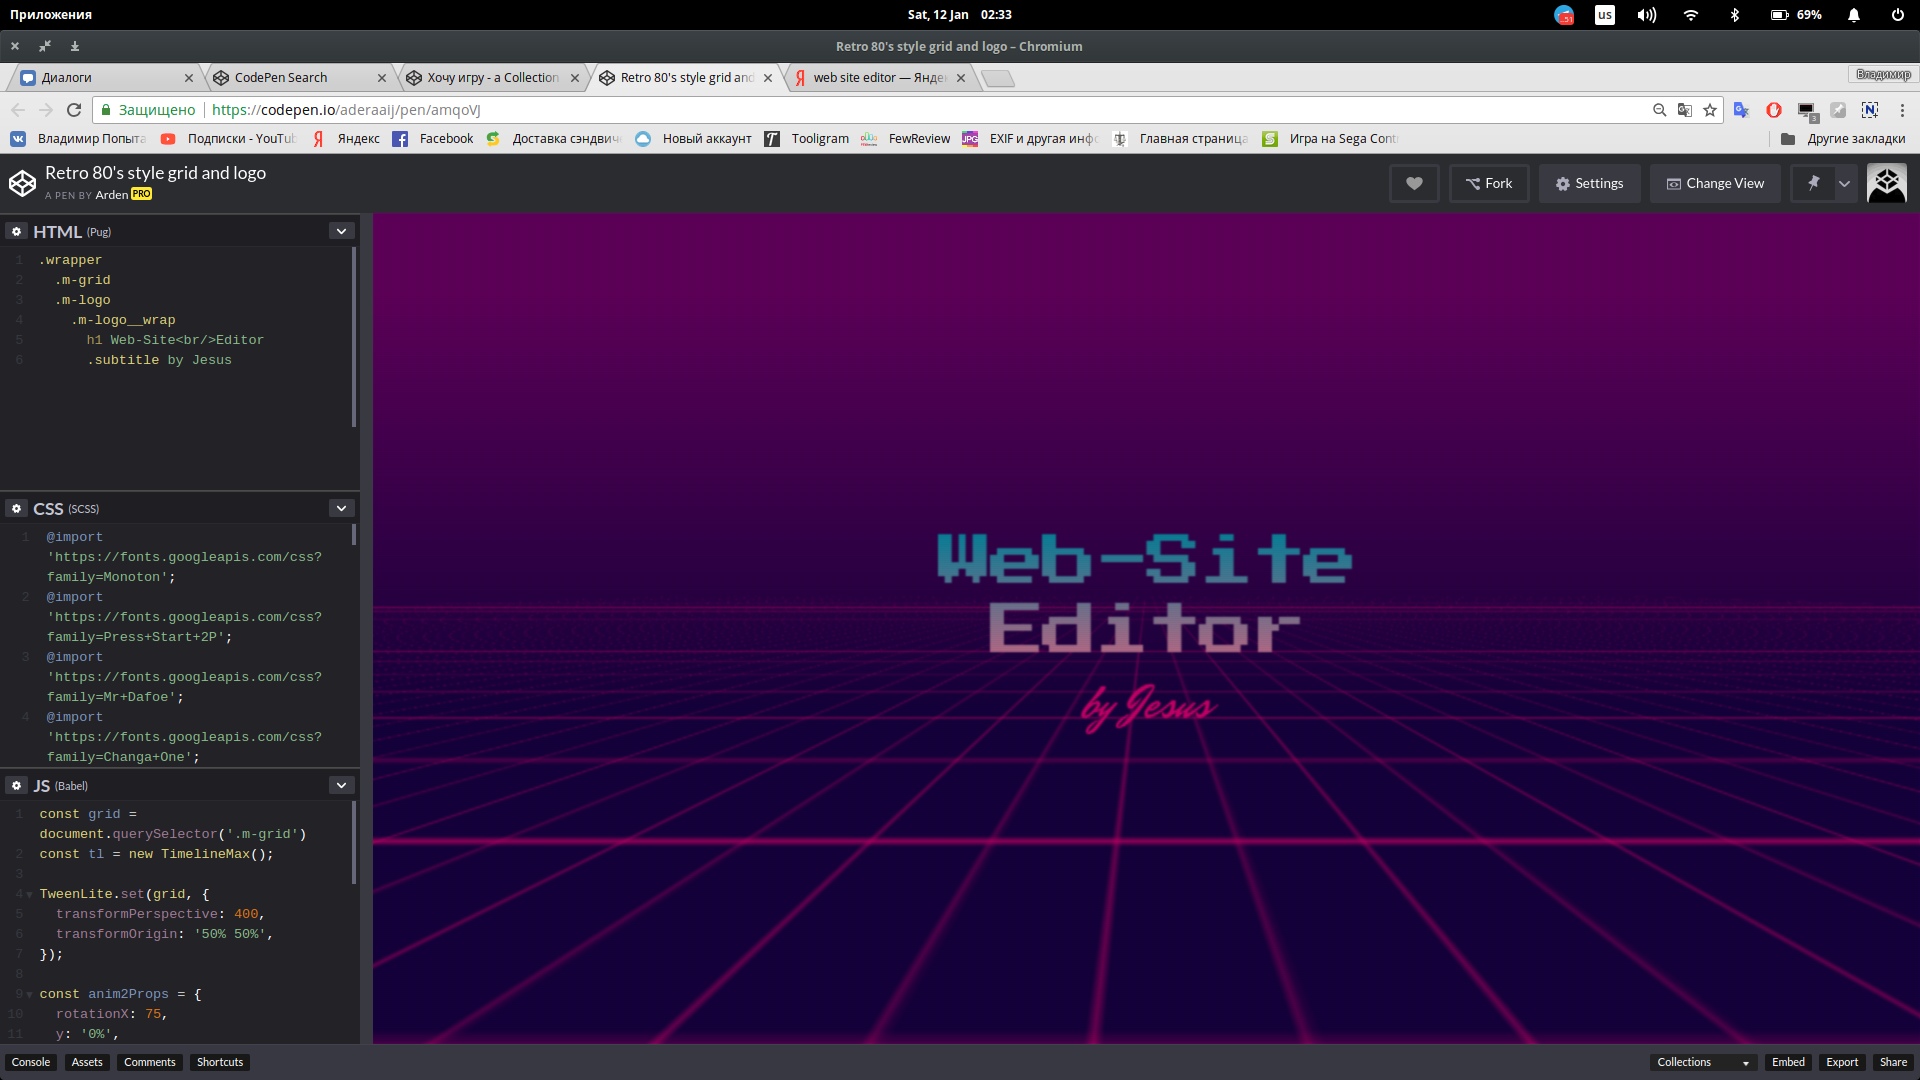 Приложения
Sat, 12 Jan 02:33
51
us
69%
Retro 80's style grid and logo – Chromium
Диалоги
CodePen Search
Хочу игру - a Collection
Retro 80's style grid and
web site editor — Янде
Владимир
Защищено
https://codepen.io/aderaaij/pen/amqoVJ
3
Владимир Попыта
Подписки - YouTub
Яндекс
Facebook
Доставка сэндвич
Новый аккаунт
Tooligram
FewReview
EXIF и другая инфо
Главная страница
Игра на Sega Cont
Другие закладки
Retro 80's style grid and logo
A PEN BY Arden PRO
Fork
Settings
Change View
HTML (Pug)
1 .wrapper
2 .m-grid
3 .m-logo
4 .m-logo__wrap
5 h1 Web-Site<br/>Editor
6 .subtitle by Jesus
CSS (SCSS)
1 @import
'https://fonts.googleapis.com/css?
family=Monoton';
2 @import
'https://fonts.googleapis.com/css?
family=Press+Start+2P';
3 @import
'https://fonts.googleapis.com/css?
family=Mr+Dafoe';
4 @import
'https://fonts.googleapis.com/css?
family=Changa+One';
JS (Babel)
1 const grid =
document.querySelector('.m-grid')
2 const tl = new TimelineMax();
3
4 TweenLite.set(grid, {
5 transformPerspective: 400,
6 transformOrigin: '50% 50%',
7 });
8
9 const anim2Props = {
10 rotationX: 75,
11 y: '0%',
Web-Site
Editor
by Jesus
Console
Assets
Comments
Shortcuts
Collections
Embed
Export
Share